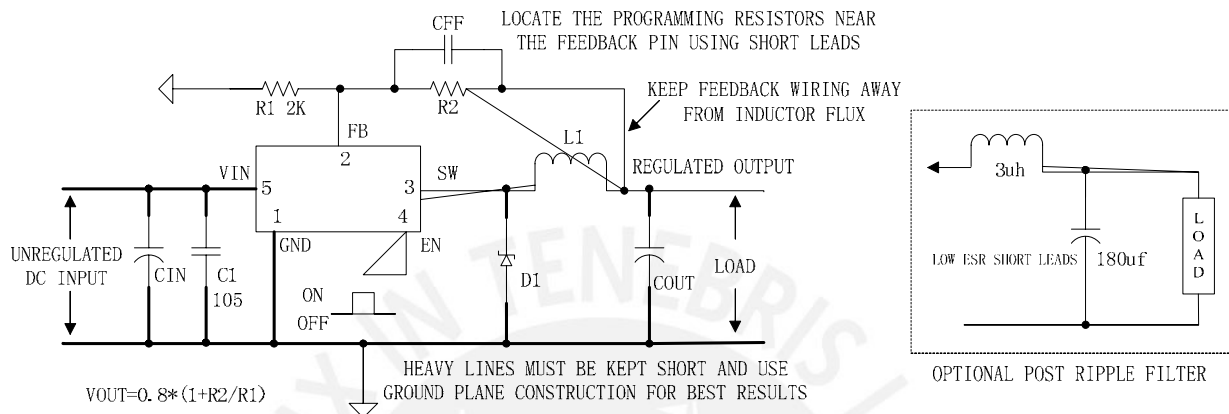 LOCATE THE PROGRAMMING RESISTORS NEAR
THE FEEDBACK PIN USING SHORT LEADS
CFF
R1 2K
R2
KEEP FEEDBACK WIRING AWAY
FROM INDUCTOR FLUX
FB
2
L1
VIN
SW
REGULATED OUTPUT
5
3
1
4
GND
EN
UNREGULATED
DC INPUT
CIN
C1
105
ON
OFF
D1
COUT
LOAD
HEAVY LINES MUST BE KEPT SHORT AND USE
GROUND PLANE CONSTRUCTION FOR BEST RESULTS
VOUT=0.8*(1+R2/R1)
3uh
LOW ESR SHORT LEADS
180uf
LOAD
OPTIONAL POST RIPPLE FILTER
X IN TENEBRIS L